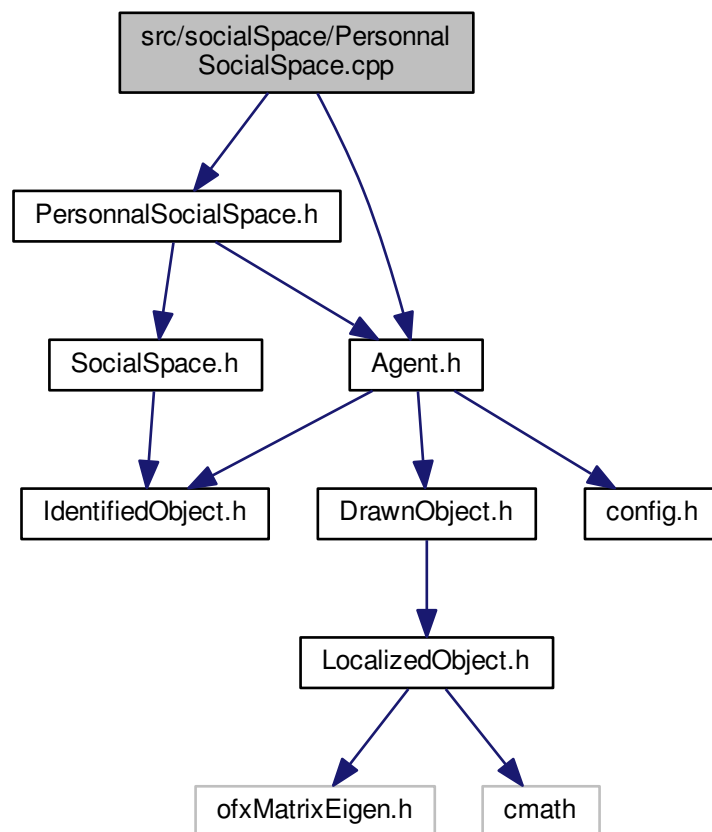 src/socialSpace/Personnal
SocialSpace.cpp
PersonnalSocialSpace.h
SocialSpace.h
Agent.h
IdentifiedObject.h
DrawnObject.h
config.h
LocalizedObject.h
ofxMatrixEigen.h
cmath